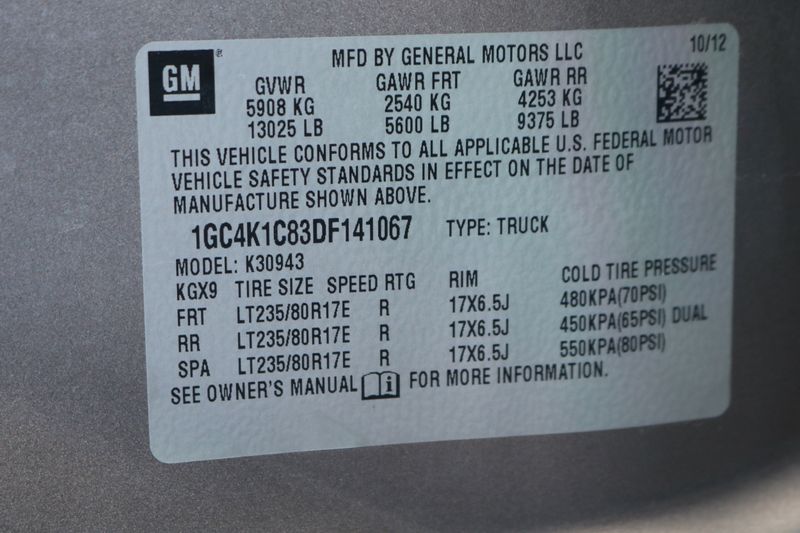 GM
MFD BY GENERAL MOTORS LLC
10/12
GVWR GAWR FRT GAWR RR
5908 KG 2540 KG 4253 KG
13025 LB 5600 LB 9375 LB
THIS VEHICLE CONFORMS TO ALL APPLICABLE U.S. FEDERAL MOTOR
VEHICLE SAFETY STANDARDS IN EFFECT ON THE DATE OF
MANUFACTURE SHOWN ABOVE.
1GC4K1C83DF141067 TYPE: TRUCK
MODEL: K30943
KGX9 TIRE SIZE SPEED RTG RIM COLD TIRE PRESSURE
FRT LT235/80R17E R 17X6.5J 480KPA(70PSI)
RR LT235/80R17E R 17X6.5J 450KPA(65PSI) DUAL
SPA LT235/80R17E R 17X6.5J 550KPA(80PSI)
SEE OWNER'S MANUAL i FOR MORE INFORMATION.